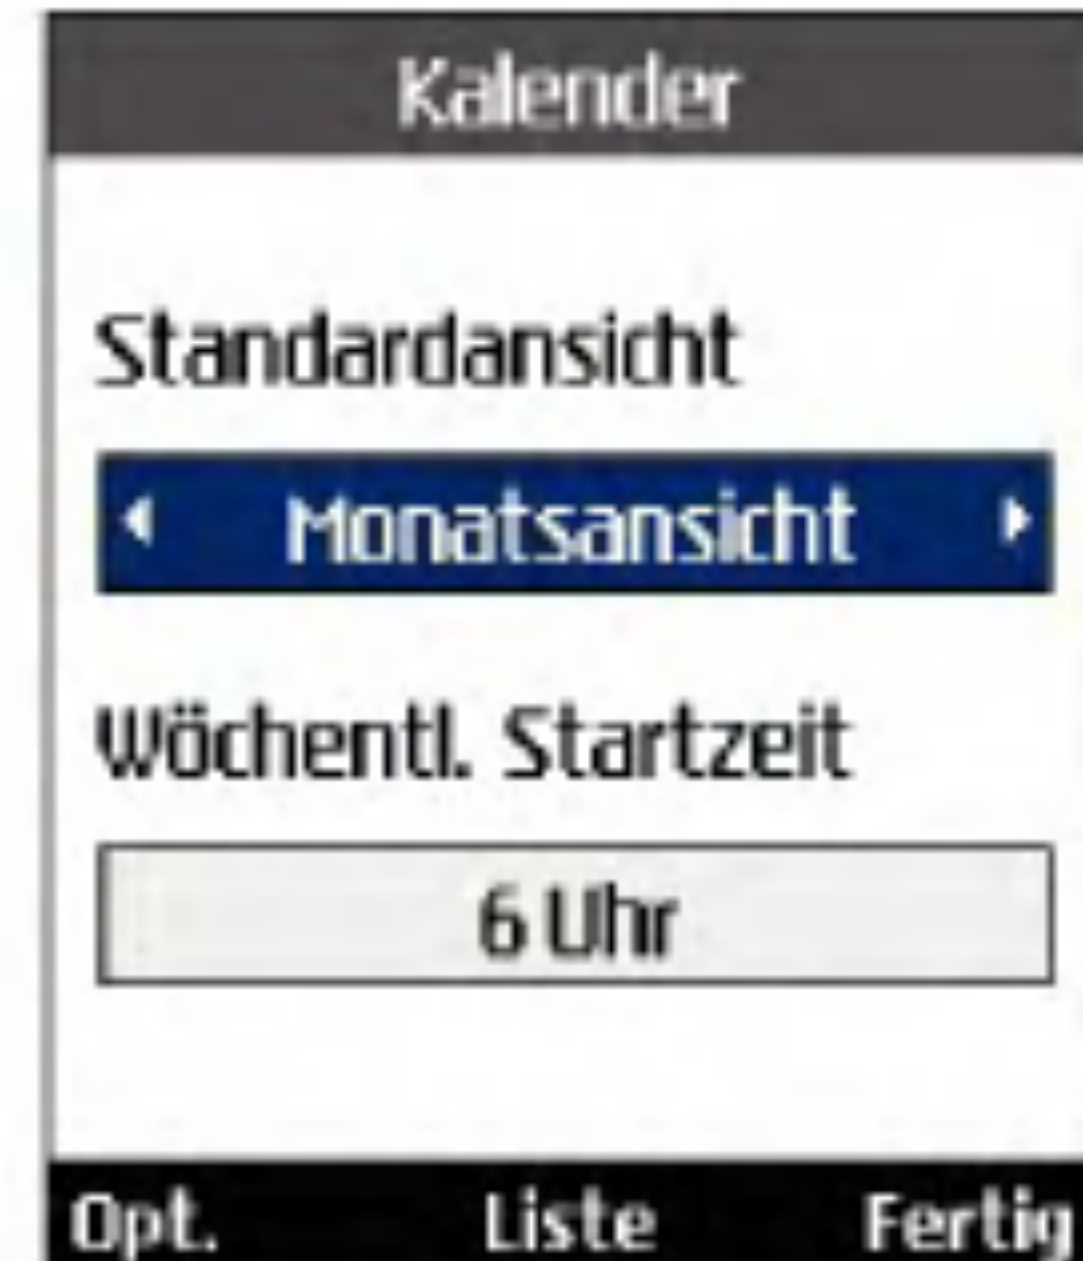 Kalender
Standardansicht
Monatsansicht
Wöchentl. Startzeit
6 Uhr
Opt. Liste Fertig